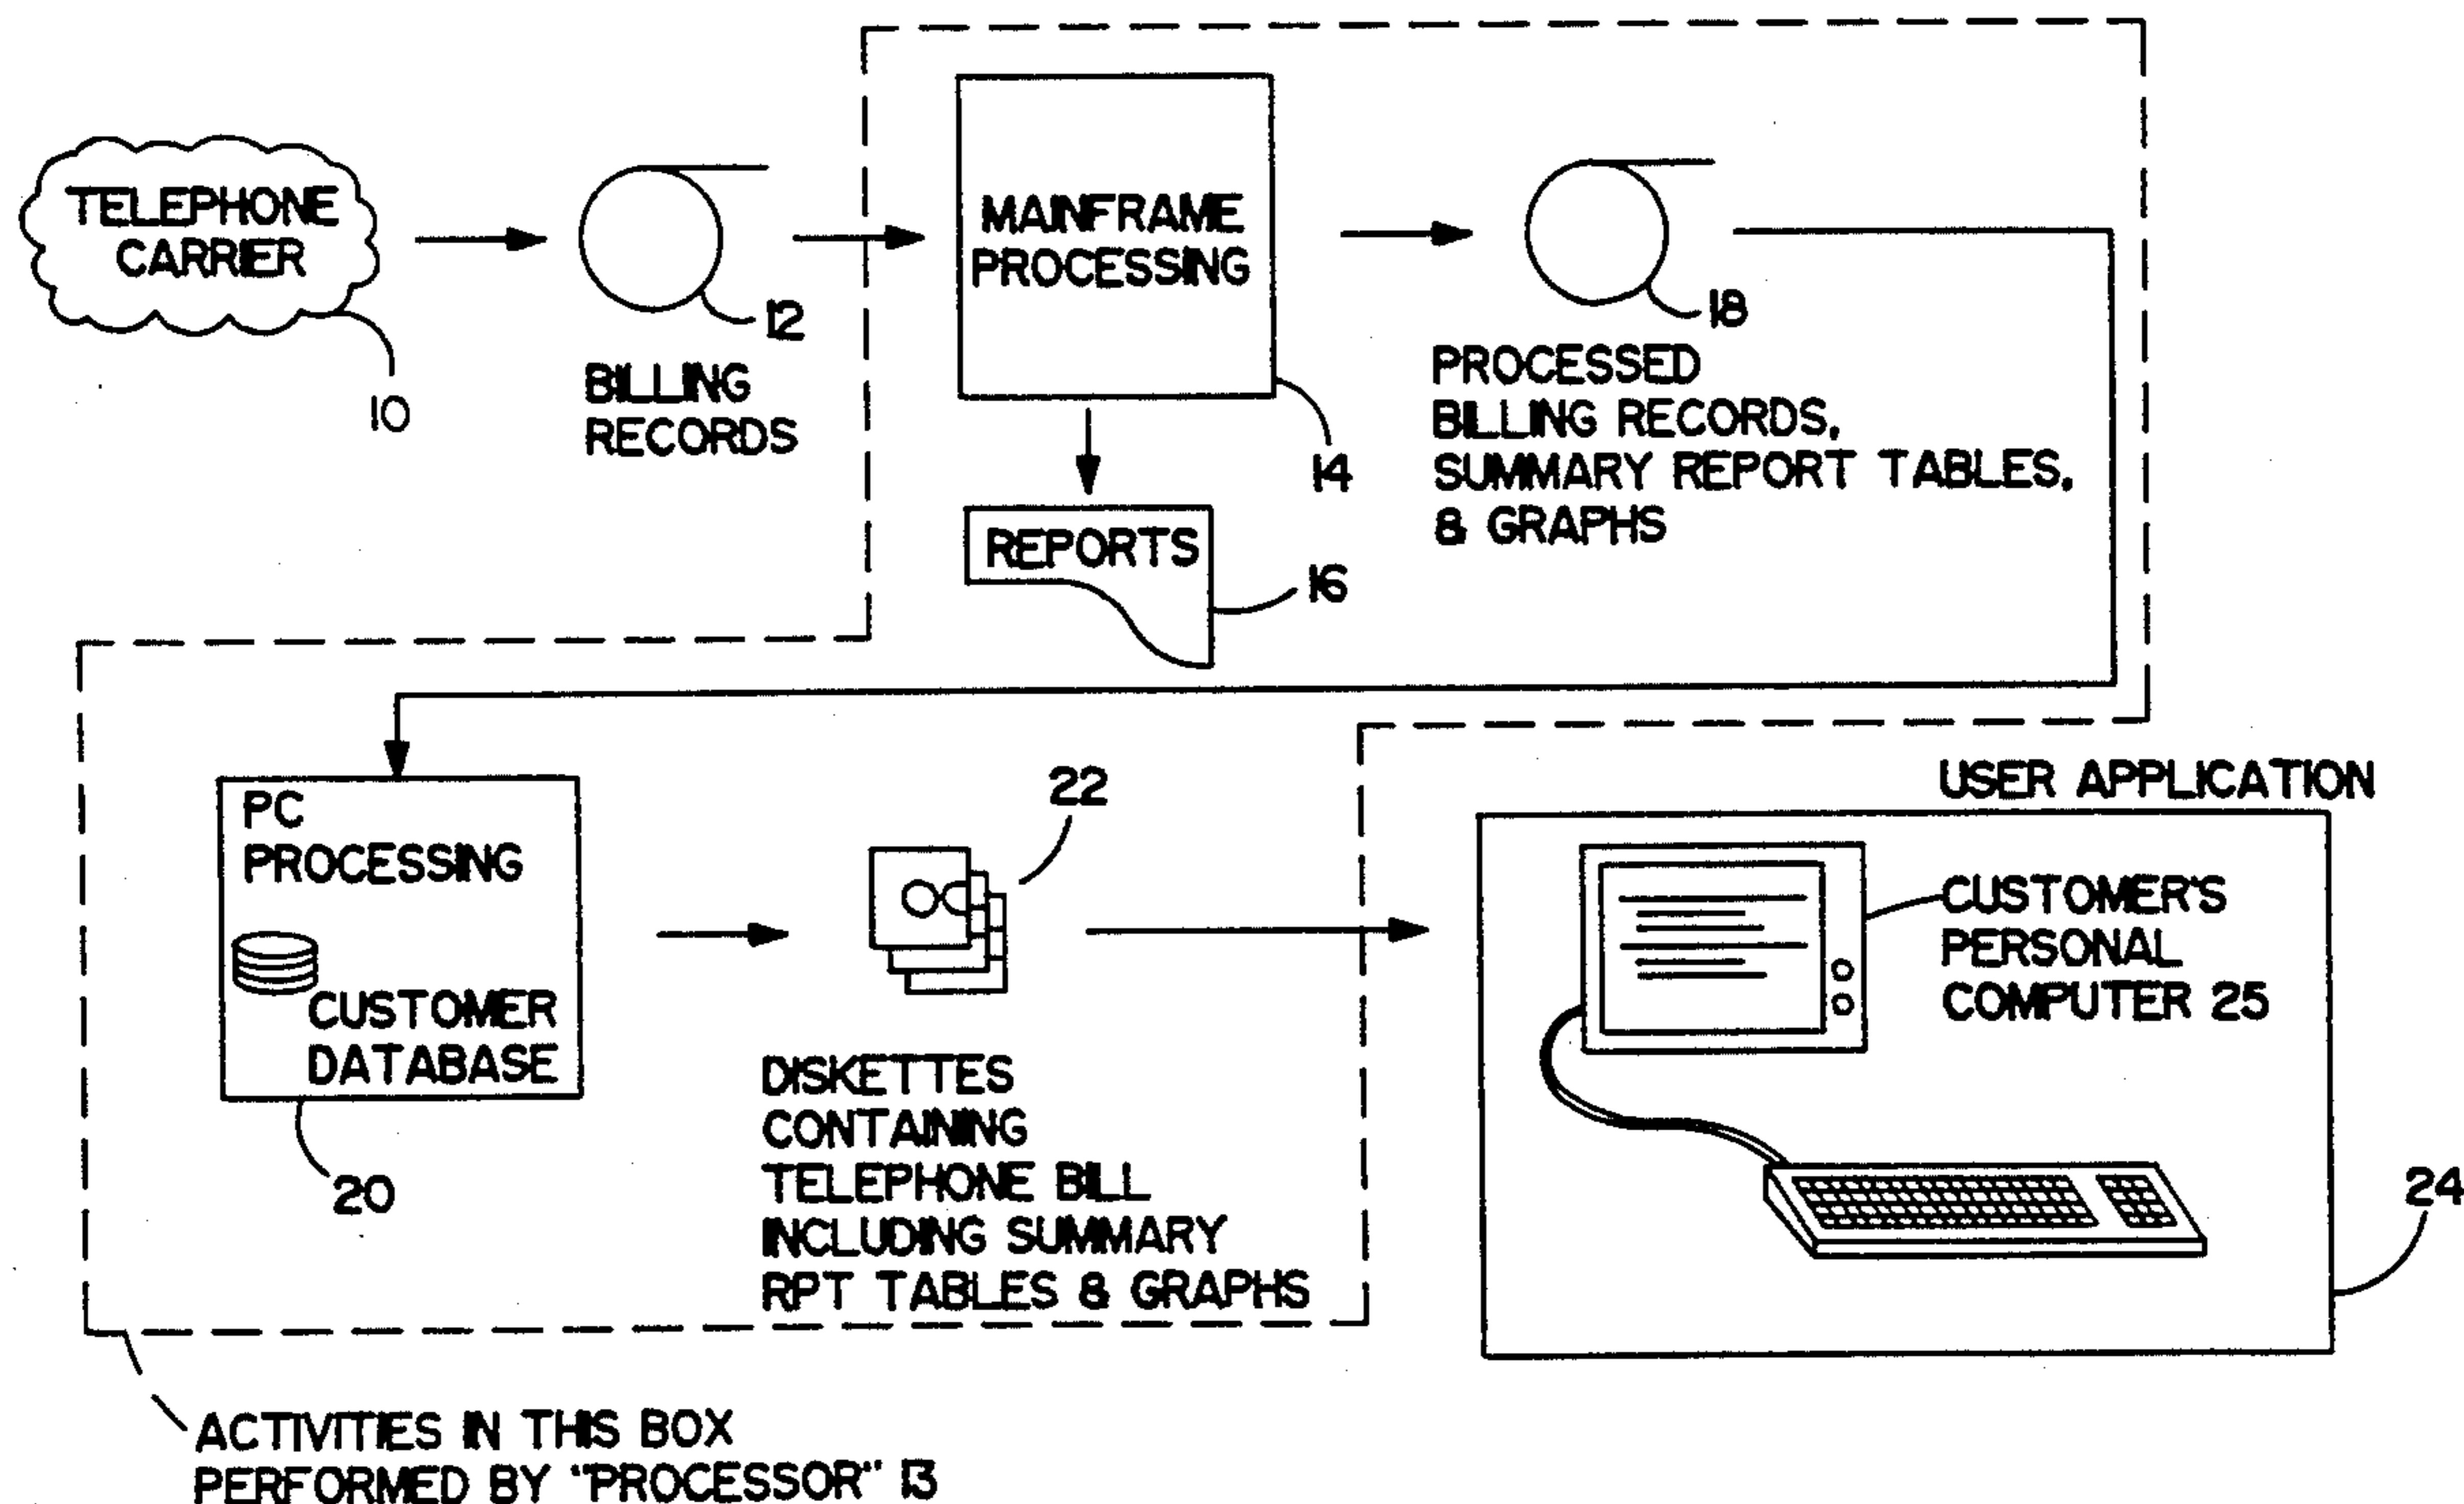 TELEPHONE
CARRIER
10
12
BILLING
RECORDS
MAINFRAME
PROCESSING
14
REPORTS
16
18
PROCESSED
BILLING RECORDS,
SUMMARY REPORT TABLES,
& GRAPHS
PC
PROCESSING
CUSTOMER
DATABASE
20
22
DISKETTES
CONTAINING
TELEPHONE BILL
INCLUDING SUMMARY
RPT TABLES & GRAPHS
USER APPLICATION
CUSTOMER'S
PERSONAL
COMPUTER 25
24
ACTIVITIES IN THIS BOX
PERFORMED BY "PROCESSOR" 13